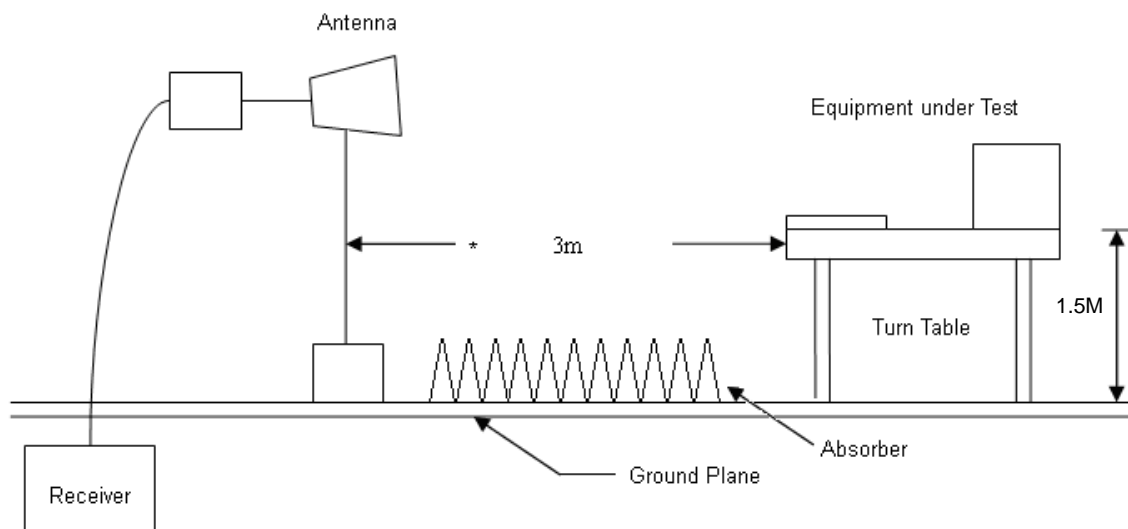 Antenna
Equipment under Test
* 3m
1.5M
Turn Table
Absorber
Ground Plane
Receiver